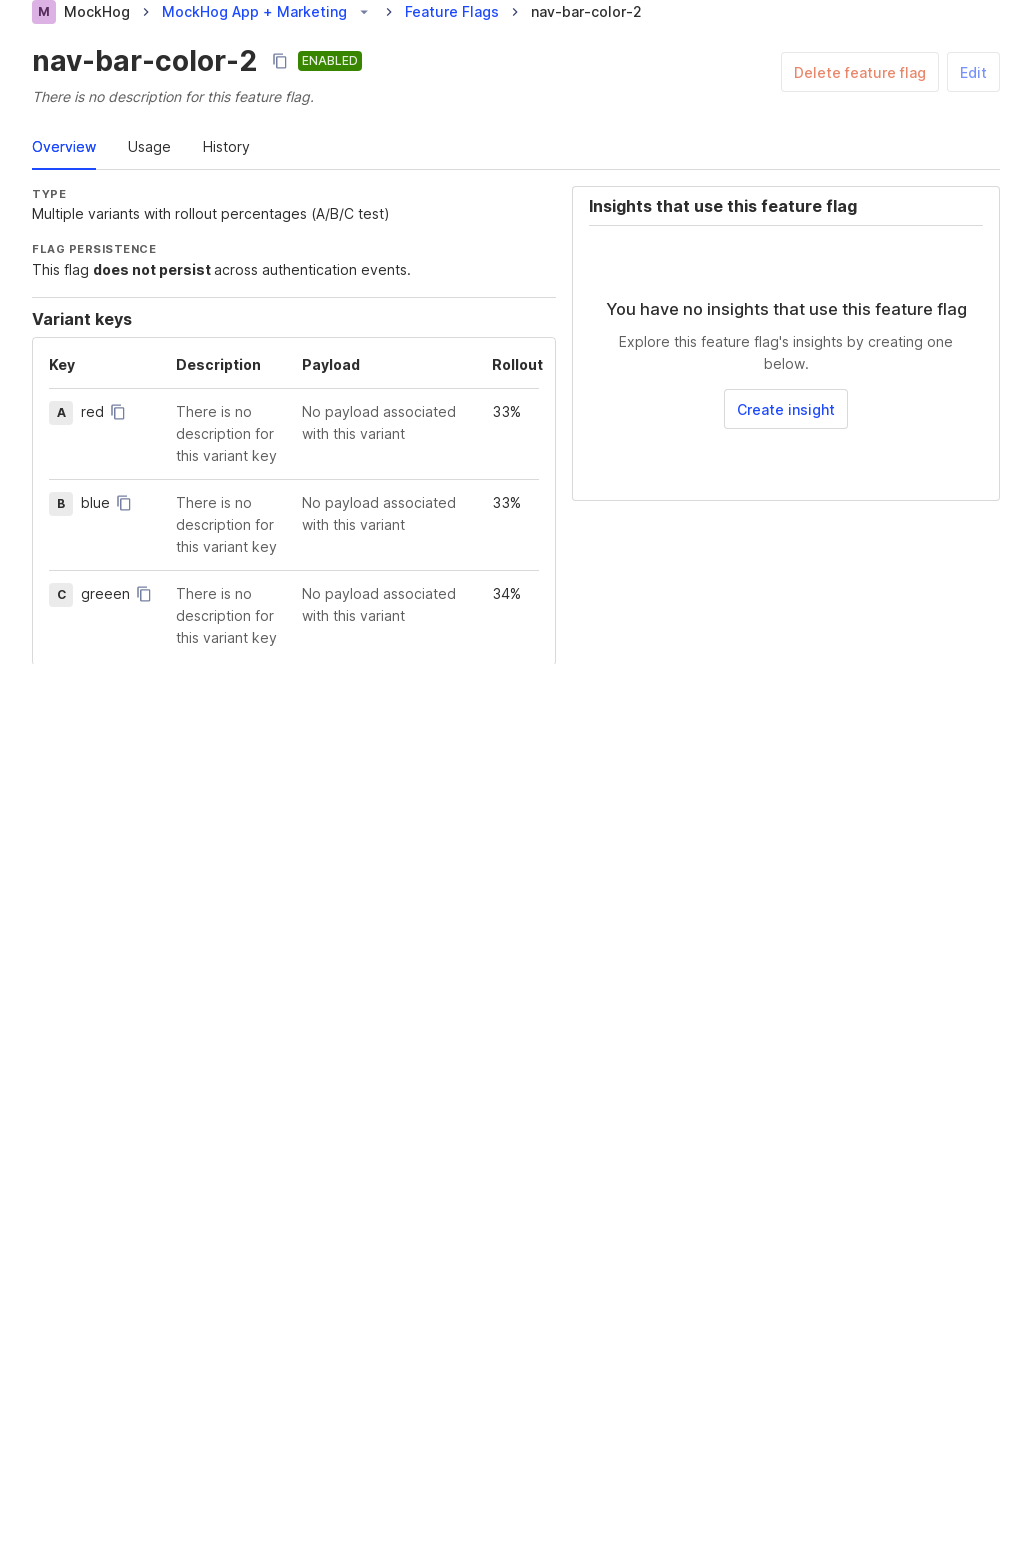 M MockHog MockHog App + Marketing Feature Flags nav-bar-color-2
nav-bar-color-2 ENABLED
There is no description for this feature flag.
Delete feature flag Edit
Overview Usage History
TYPE
Multiple variants with rollout percentages (A/B/C test)
FLAG PERSISTENCE
This flag does not persist across authentication events.
Variant keys
Key Description Payload Rollout
A red There is no No payload associated 33%
description for with this variant
this variant key
B blue There is no No payload associated 33%
description for with this variant
this variant key
C greeen There is no No payload associated 34%
description for with this variant
this variant key
Insights that use this feature flag
You have no insights that use this feature flag
Explore this feature flag's insights by creating one
below.
Create insight